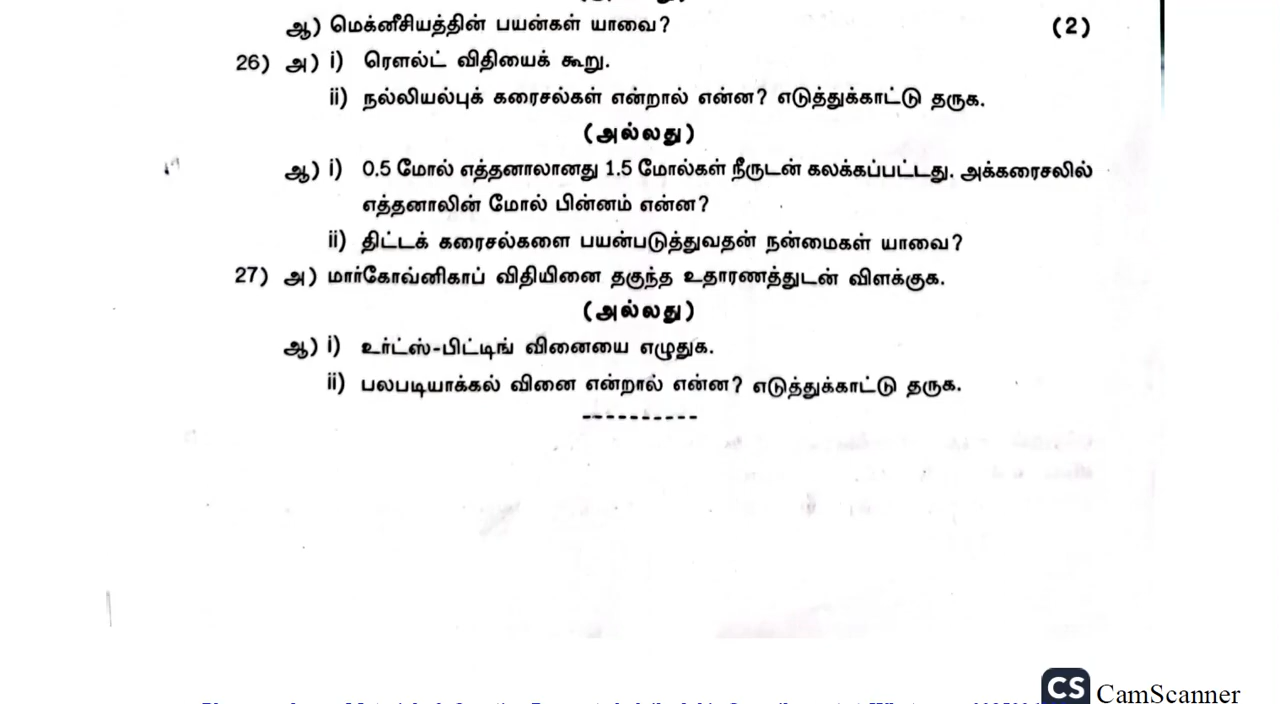 ஆ) மெக்னீசியத்தின் பயன்கள் யாவை? (2)
26) அ) i) ரௌல்ட் விதியைக் கூறு.
ii) நல்லியல்புக் கரைசல்கள் என்றால் என்ன? எடுத்துக்காட்டு தருக.
(அல்லது)
ஆ) i) 0.5 மோல் எத்தனாலானது 1.5 மோல்கள் நீருடன் கலக்கப்பட்டது. அக்கரைசலில்
எத்தனாலின் மோல் பின்னம் என்ன?
ii) திட்டக் கரைசல்களை பயன்படுத்துவதன் நன்மைகள் யாவை?
27) அ) மார்கோவ்னிகாப் விதியினை தகுந்த உதாரணத்துடன் விளக்குக.
(அல்லது)
ஆ) i) உர்ட்ஸ்-பிட்டிங் வினையை எழுதுக.
ii) பலபடியாக்கல் வினை என்றால் என்ன? எடுத்துக்காட்டு தருக.
----------
CS CamScanner